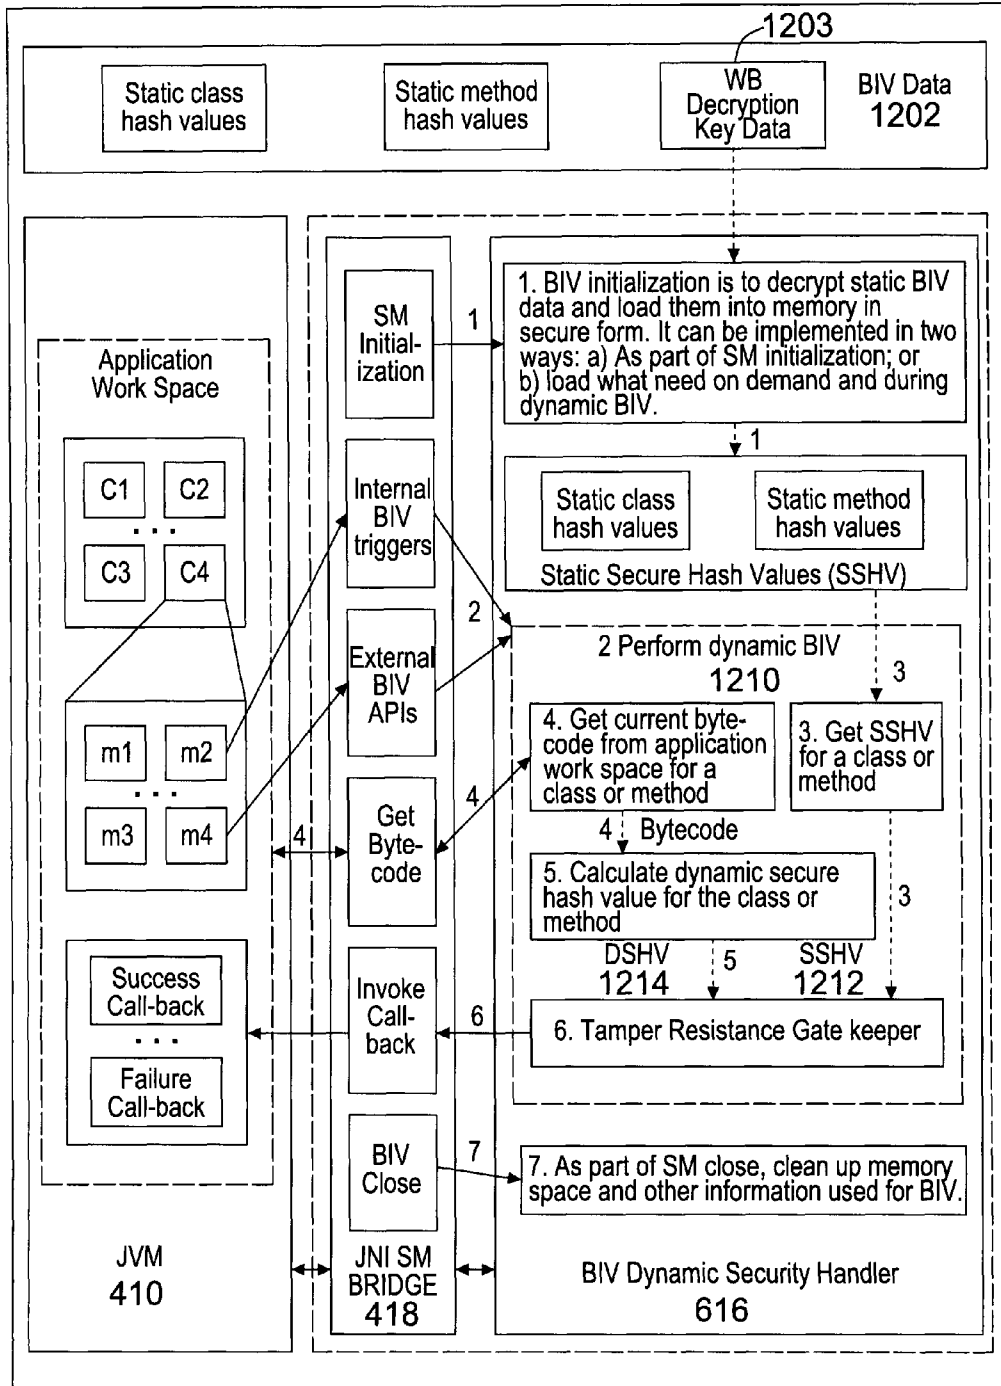 1203
Static class
hash values
Static method
hash values
WB
Decryption
Key Data
BIV Data
1202
Application
Work Space
C1
C2
. . .
C3
C4
m1
m2
. . .
m3
m4
Success
Call-back
. . .
Failure
Call-back
JVM
410
SM
Initial-
ization
Internal
BIV
triggers
External
BIV
APIs
Get
Byte-
code
Invoke
Call-
back
BIV
Close
JNI SM
BRIDGE
418
1
2
4
4
6
7
1. BIV initialization is to decrypt static BIV
data and load them into memory in
secure form. It can be implemented in two
ways: a) As part of SM initialization; or
b) load what need on demand and during
dynamic BIV.
1
Static class
hash values
Static method
hash values
Static Secure Hash Values (SSHV)
2 Perform dynamic BIV
1210
3
4. Get current byte-
code from application
work space for a
class or method
3. Get SSHV
for a class or
method
4 Bytecode
5. Calculate dynamic secure
hash value for the class or
method
3
DSHV
1214
5
SSHV
1212
6. Tamper Resistance Gate keeper
7. As part of SM close, clean up memory
space and other information used for BIV.
BIV Dynamic Security Handler
616